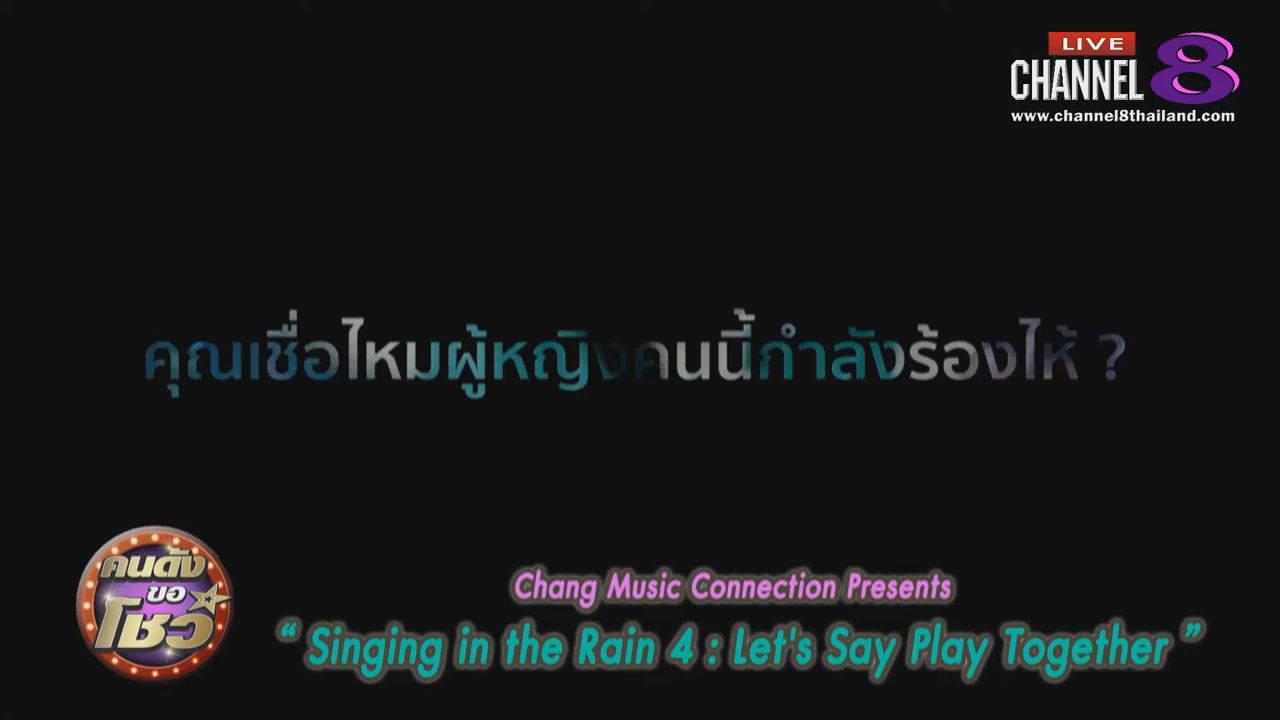 LIVE
CHANNEL 8
www.channel8thailand.com
คุณเชื่อไหมผู้หญิงคนนี้กำลังร้องไห้ ?
คนดัง
ขอ
โชว์
Chang Music Connection Presents
“ Singing in the Rain 4 : Let's Say Play Together ”